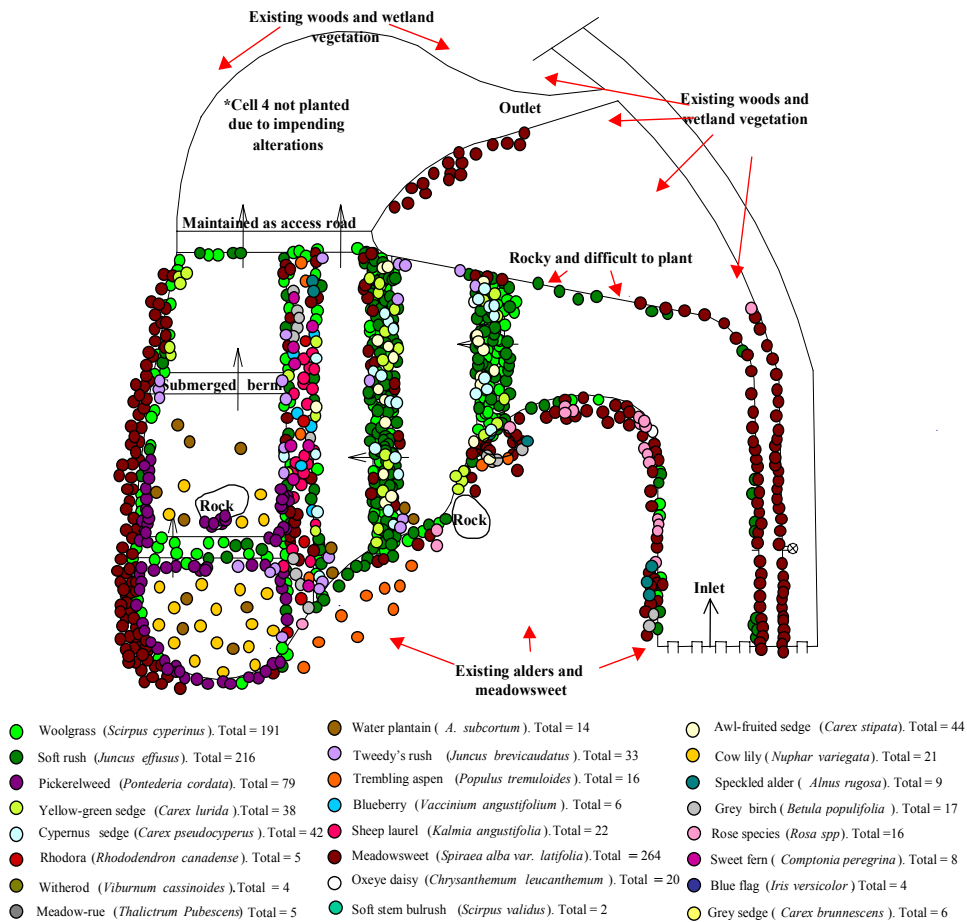 Existing woods and wetland
vegetation
*Cell 4 not planted
due to impending
alterations
Outlet
Existing woods and
wetland vegetation
Maintained as access road
Rocky and difficult to plant
Submerged berm
Rock
Rock
Inlet
Existing alders and
meadowsweet
Woolgrass (Scirpus cyperinus). Total = 191
Soft rush (Juncus effusus). Total = 216
Pickerelweed (Pontederia cordata). Total = 79
Yellow-green sedge (Carex lurida). Total = 38
Cypernus sedge (Carex pseudocyperus). Total = 42
Rhodora (Rhododendron canadense). Total = 5
Witherod (Viburnum cassinoides). Total = 4
Meadow-rue (Thalictrum Pubescens). Total = 5
Water plantain ( A. subcortum). Total = 14
Tweedy's rush (Juncus brevicaudatus). Total = 33
Trembling aspen (Populus tremuloides). Total = 16
Blueberry (Vaccinium angustifolium). Total = 6
Sheep laurel (Kalmia angustifolia). Total = 22
Meadowsweet (Spiraea alba var. latifolia). Total = 264
Oxeye daisy (Chrysanthemum leucanthemum). Total = 20
Soft stem bulrush (Scirpus validus). Total = 2
Awl-fruited sedge (Carex stipata). Total = 44
Cow lily (Nuphar variegata). Total = 21
Speckled alder (Alnus rugosa). Total = 9
Grey birch (Betula populifolia). Total = 17
Rose species (Rosa spp). Total =16
Sweet fern ( Comptonia peregrina). Total = 8
Blue flag (Iris versicolor). Total = 4
Grey sedge ( Carex brunnescens). Total = 6